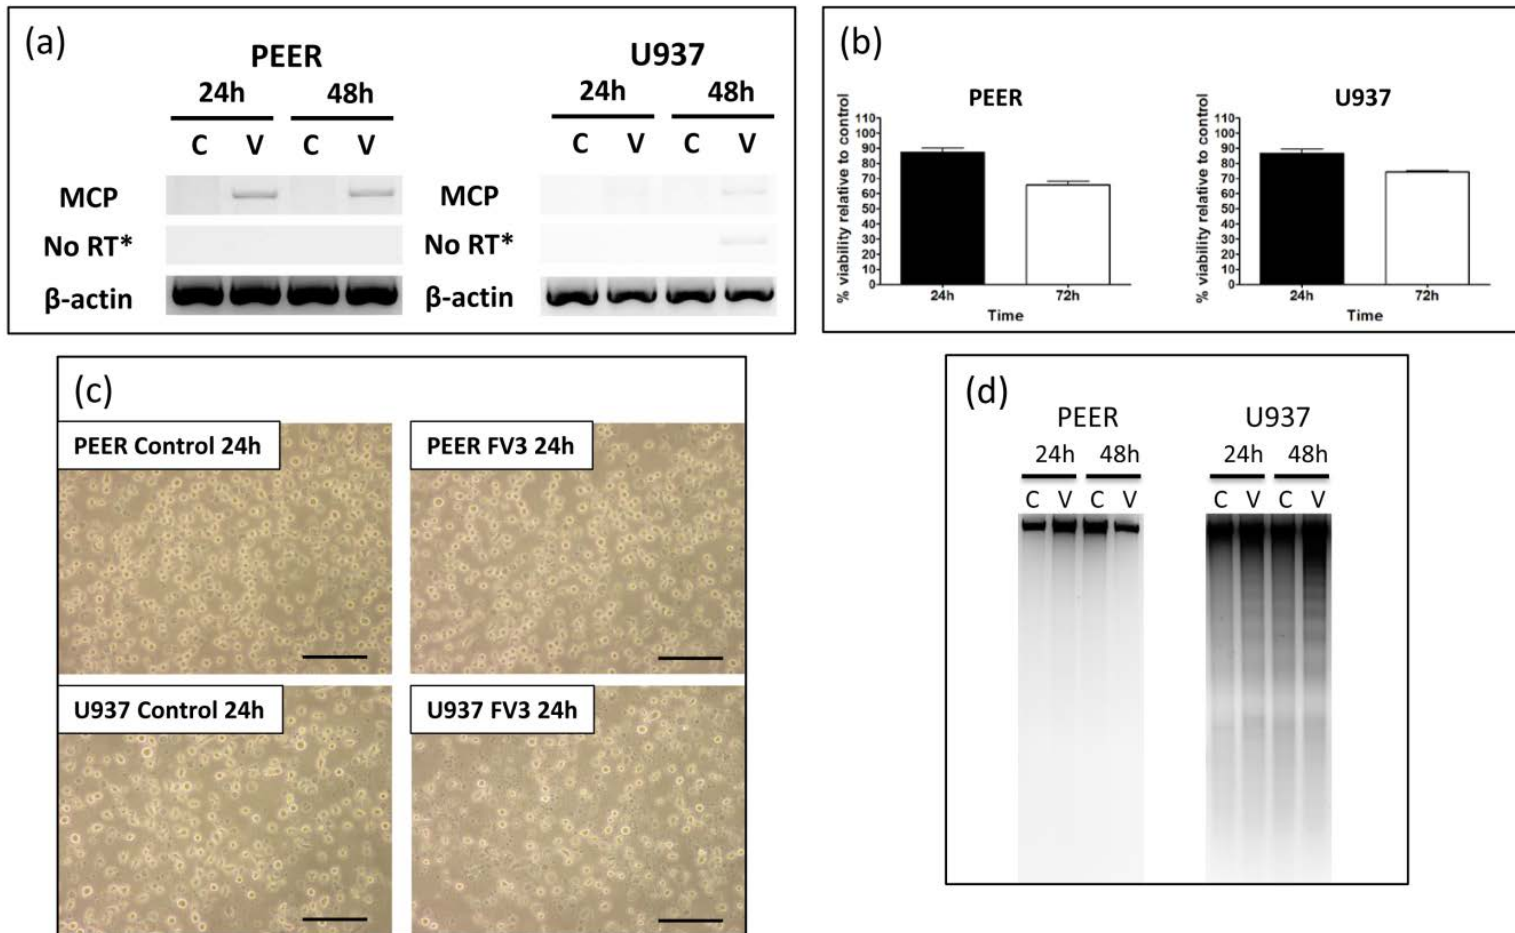 (a)
PEER
24h 48h
C V C V
MCP
No RT*
β-actin
U937
24h 48h
C V C V
MCP
No RT*
β-actin
(b)
PEER
% viability relative to control
110
100
90
80
70
60
50
40
30
20
10
0
24h 72h
Time
U937
% viability relative to control
110
100
90
80
70
60
50
40
30
20
10
0
24h 72h
Time
(c)
PEER Control 24h
PEER FV3 24h
U937 Control 24h
U937 FV3 24h
(d)
PEER
24h 48h
C V C V
U937
24h 48h
C V C V